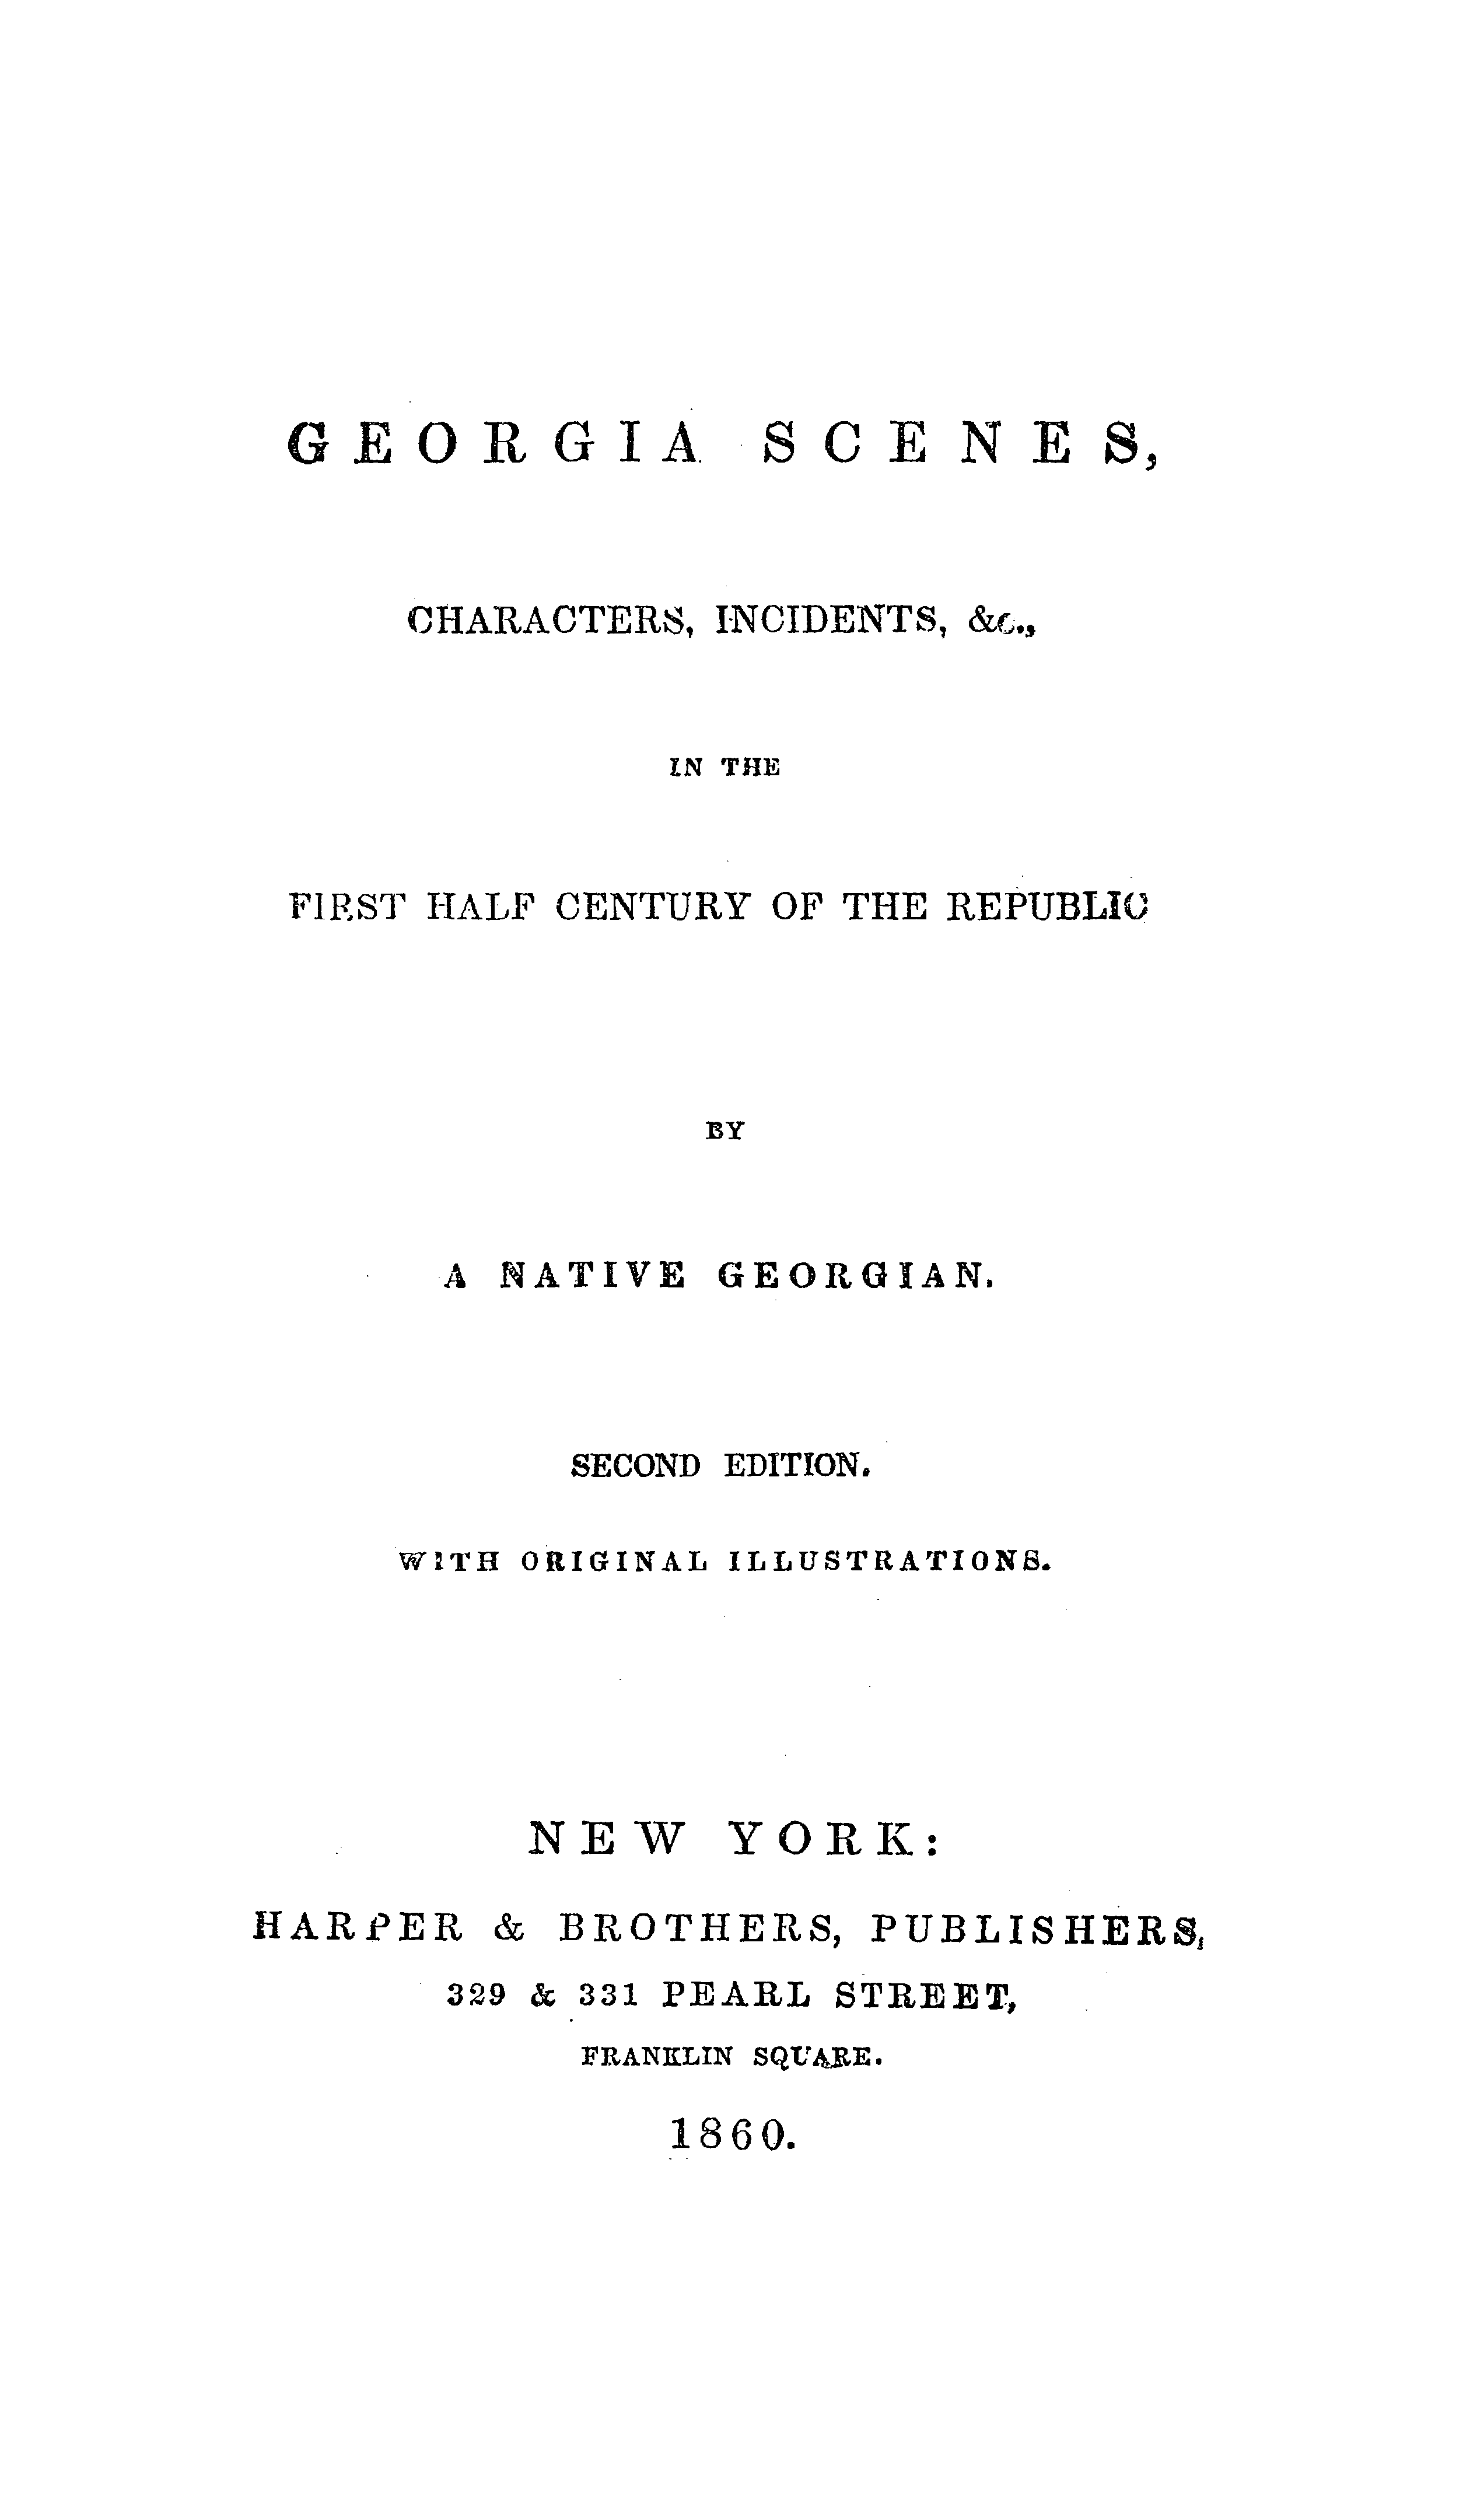 GEORGIA SCENES,
CHARACTERS, INCIDENTS, &c.,
IN THE
FIRST HALF CENTURY OF THE REPUBLIC
BY
A NATIVE GEORGIAN.
SECOND EDITION.
WITH ORIGINAL ILLUSTRATIONS.
NEW YORK:
HARPER & BROTHERS, PUBLISHERS,
329 & 331 PEARL STREET,
FRANKLIN SQUARE.
1860.